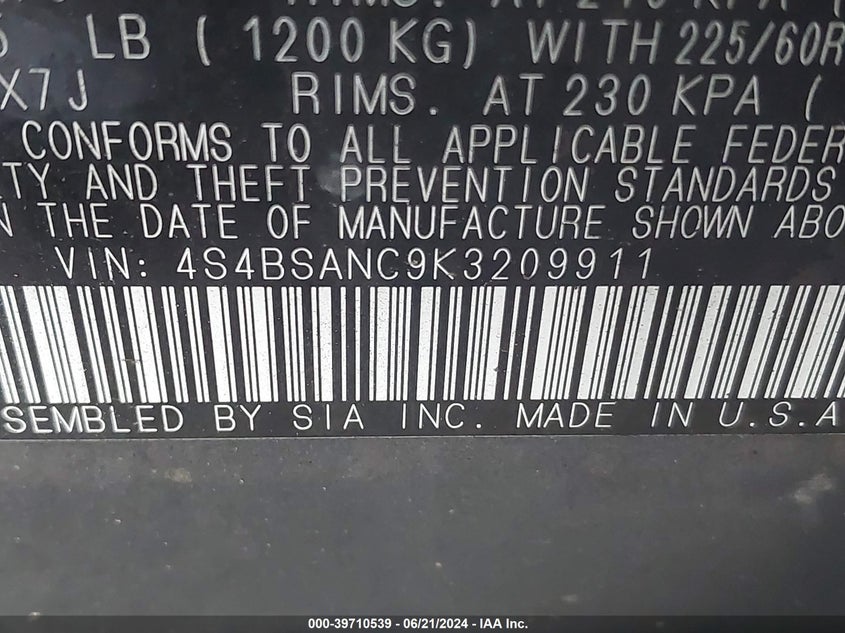 5 LB ( 1200 KG) WITH 225/60R
X7J RIMS. AT 230 KPA (
CONFORMS TO ALL APPLICABLE FEDER
TY AND THEFT PREVENTION STANDARDS
N THE DATE OF MANUFACTURE SHOWN ABO
VIN: 4S4BSANC9K3209911
SEMBLED BY SIA INC. MADE IN U.S.A
000-39710539 - 06/21/2024 - IAA Inc.